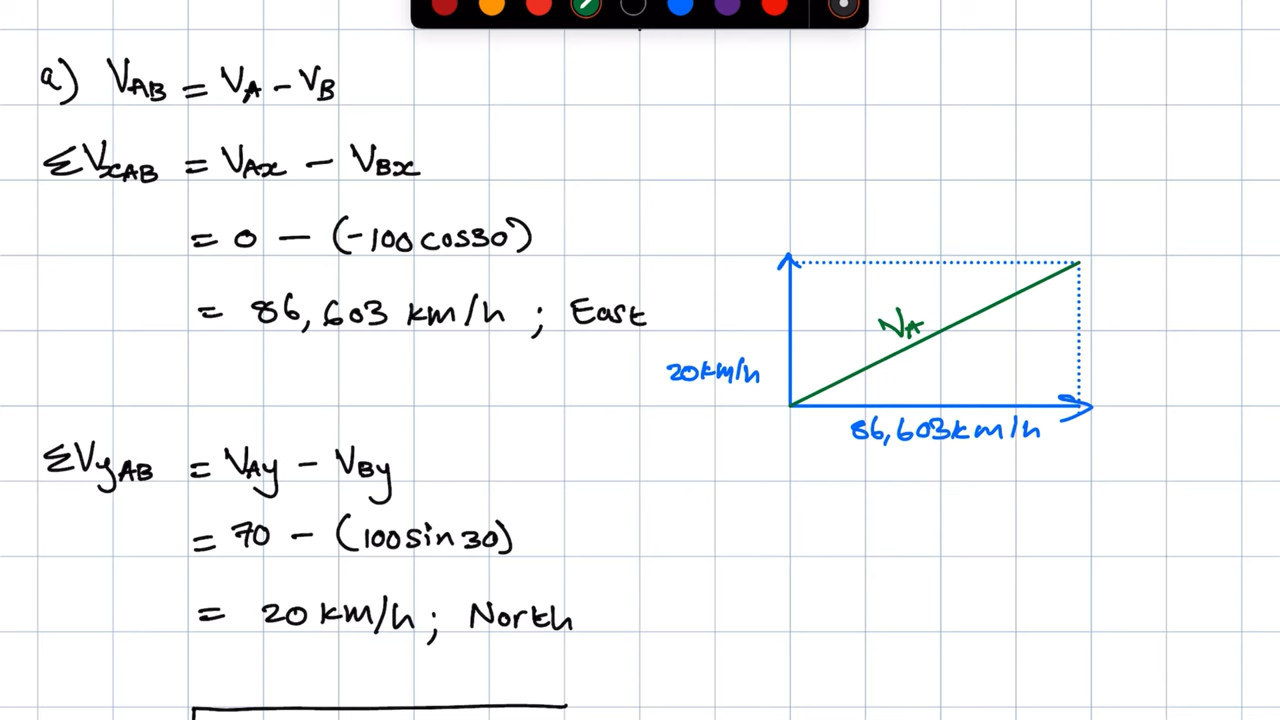 a) VAB = VA - VB
ΣVxAB = VAx - VBx
= 0 - (-100cos30°)
= 86,603 km/h ; East
ΣVyAB = VAy - VBy
= 70 - (100sin30)
= 20 km/h ; North
VA
20km/h
86,603km/h